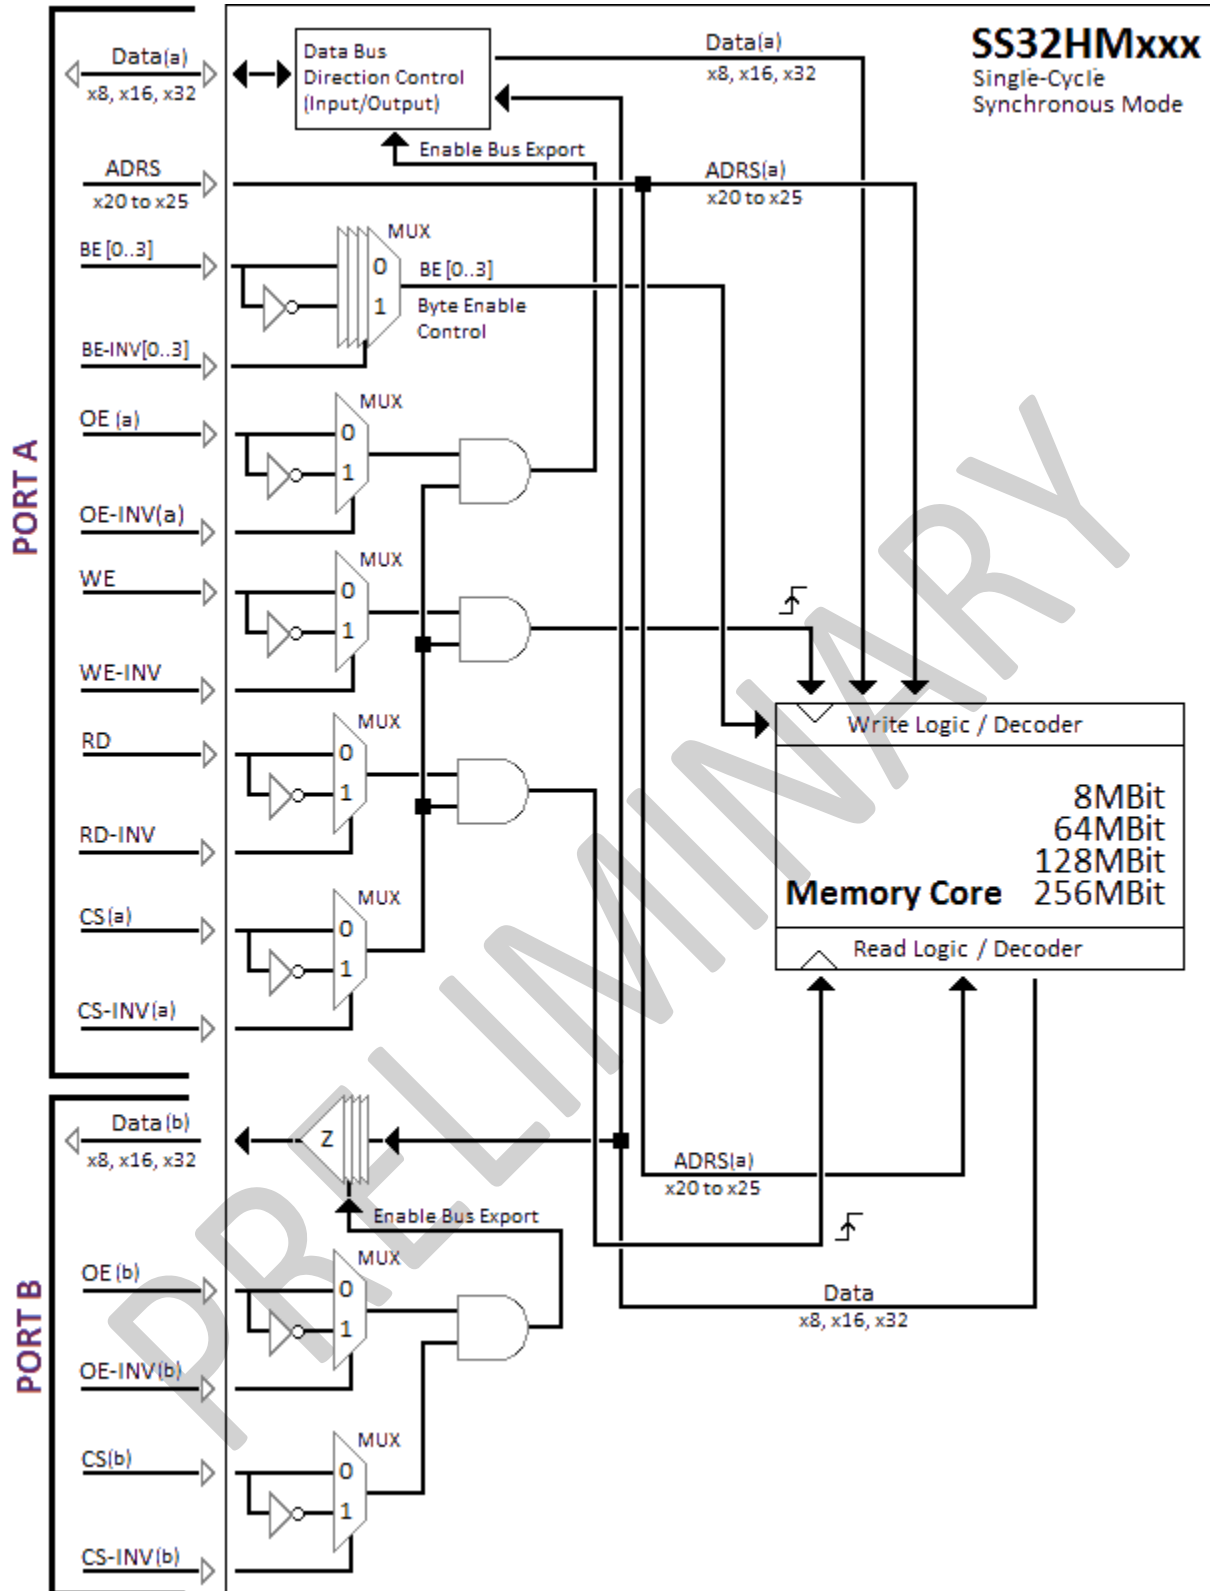 SS32HMxxx
Single-Cycle
Synchronous Mode
PORT A
Data(a)
x8, x16, x32
Data Bus
Direction Control
(Input/Output)
Data(a)
x8, x16, x32
Enable Bus Export
ADRS
x20 to x25
ADRS(a)
x20 to x25
BE[0..3]
MUX
0
1
BE[0..3]
Byte Enable
Control
BE-INV[0..3]
OE(a)
MUX
0
1
OE-INV(a)
WE
MUX
0
1
WE-INV
RD
MUX
0
1
RD-INV
CS(a)
MUX
0
1
CS-INV(a)
Write Logic / Decoder
8MBit
64MBit
128MBit
Memory Core 256MBit
Read Logic / Decoder
PORT B
Data(b)
x8, x16, x32
Z
Enable Bus Export
ADRS(a)
x20 to x25
Data
x8, x16, x32
OE(b)
MUX
0
1
OE-INV(b)
CS(b)
MUX
0
1
CS-INV(b)
PRELIMINARY